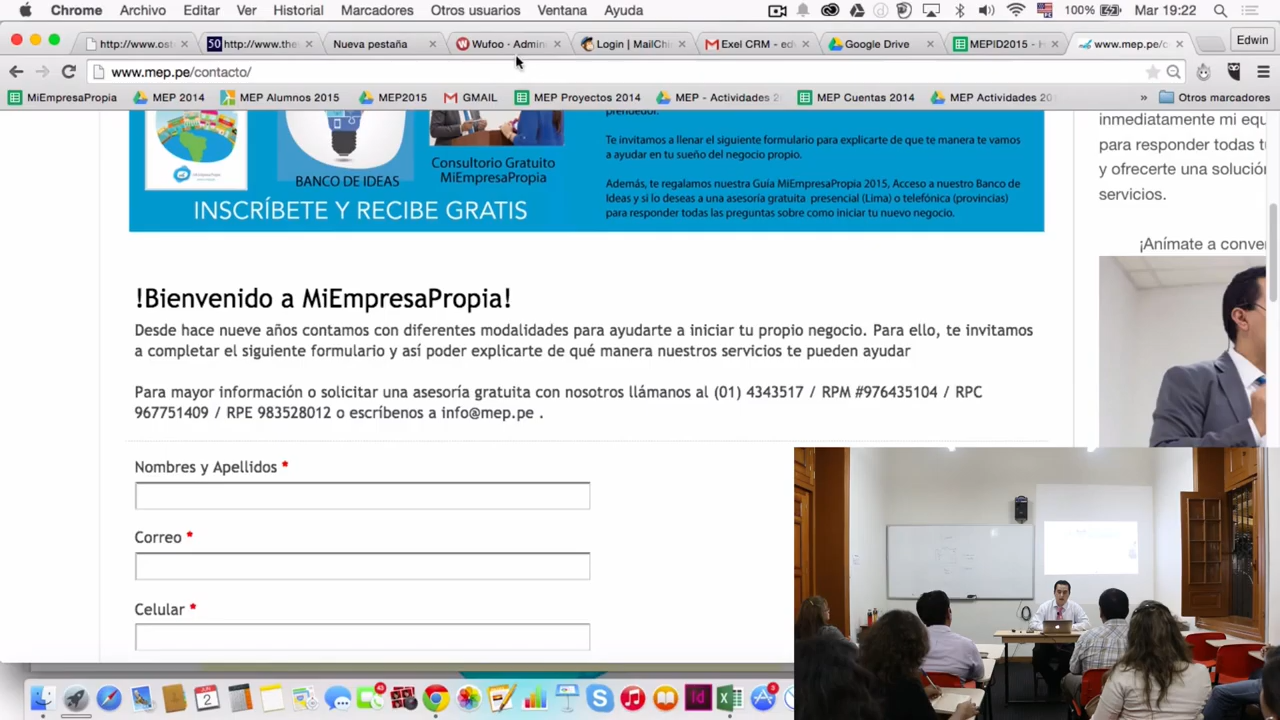 Chrome Archivo Editar Ver Historial Marcadores Otros usuarios Ventana Ayuda 100% Mar 19:22
http://www.ost 50 http://www.the Nueva pestaña Wufoo - Admin Login | MailCh Exei CRM - ed Google Drive MEPID2015 - H www.mep.pe/c Edwin
www.mep.pe/contacto/
MiEmpresaPropia MEP 2014 MEP Alumnos 2015 MEP2015 GMAIL MEP Proyectos 2014 MEP - Actividades 2 MEP Cuentas 2014 MEP Actividades 20 » Otros marcadores
prendedor.
Te invitamos a llenar el siguiente formulario para explicarte de que te manera te vamos
a ayudar en tu sueño del negocio propio.
Además, te regalamos nuestra Guía MiEmpresaPropia 2015, Acceso a nuestro Banco de
Ideas y si lo deseas a una asesoría gratuita presencial (Lima) o telefónica (provincias)
para responder todas las preguntas sobre como iniciar tu nuevo negocio.
BANCO DE IDEAS
Consultorio Gratuito
MiEmpresaPropia
INSCRÍBETE Y RECIBE GRATIS
inmediatamente mi equ
para responder todas tu
y ofrecerte una solución
servicios.
¡Anímate a conve
!Bienvenido a MiEmpresaPropia!
Desde hace nueve años contamos con diferentes modalidades para ayudarte a iniciar tu propio negocio. Para ello, te invitamos
a completar el siguiente formulario y así poder explicarte de qué manera nuestros servicios te pueden ayudar
Para mayor información o solicitar una asesoría gratuita con nosotros llámanos al (01) 4343517 / RPM #976435104 / RPC
967751409 / RPE 983528012 o escríbenos a info@mep.pe .
Nombres y Apellidos *
Correo *
Celular *
JUL
2
Id